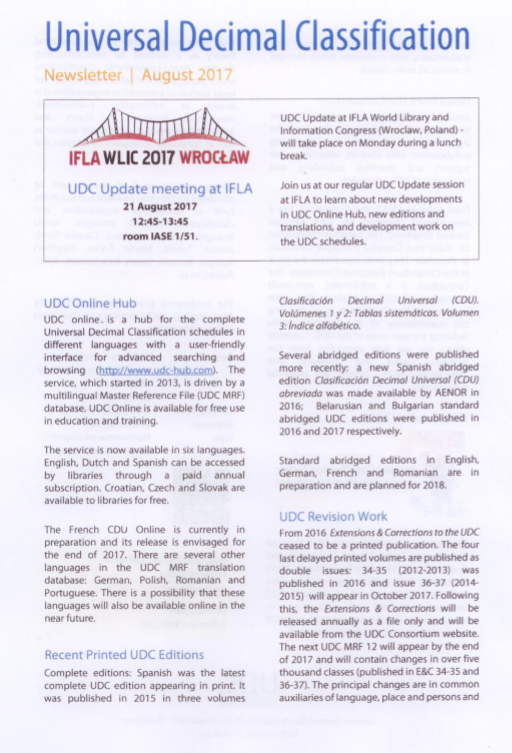 Universal Decimal Classification
Newsletter | August 2017
IFLA WLIC 2017 WROCŁAW
UDC Update meeting at IFLA
21 August 2017
12:45-13:45
room IASE 1/51.
UDC Update at IFLA World Library and
Information Congress (Wroclaw, Poland) -
will take place on Monday during a lunch
break.
Join us at our regular UDC Update session
at IFLA to learn about new developments
in UDC Online Hub, new editions and
translations, and development work on
the UDC schedules.
UDC Online Hub
UDC online. is a hub for the complete
Universal Decimal Classification schedules in
different languages with a user-friendly
interface for advanced searching and
browsing (http://www.udc-hub.com). The
service, which started in 2013, is driven by a
multilingual Master Reference File (UDC MRF)
database. UDC Online is available for free use
in education and training.
The service is now available in six languages.
English, Dutch and Spanish can be accessed
by libraries through a paid annual
subscription. Croatian, Czech and Slovak are
available to libraries for free.
The French CDU Online is currently in
preparation and its release is envisaged for
the end of 2017. There are several other
languages in the UDC MRF translation
database: German, Polish, Romanian and
Portuguese. There is a possibility that these
languages will also be available online in the
near future.
Recent Printed UDC Editions
Complete editions: Spanish was the latest
complete UDC edition appearing in print. It
was published in 2015 in three volumes
Clasificación Decimal Universal (CDU).
Volúmenes 1 y 2: Tablas sistemáticas. Volumen
3: Índice alfabético.
Several abridged editions were published
more recently: a new Spanish abridged
edition Clasificación Decimal Universal (CDU)
abreviada was made available by AENOR in
2016; Belarusian and Bulgarian standard
abridged UDC editions were published in
2016 and 2017 respectively.
Standard abridged editions in English,
German, French and Romanian are in
preparation and are planned for 2018.
UDC Revision Work
From 2016 Extensions & Corrections to the UDC
ceased to be a printed publication. The four
last delayed printed volumes are published as
double issues: 34-35 (2012-2013) was
published in 2016 and issue 36-37 (2014-
2015) will appear in October 2017. Following
this, the Extensions & Corrections will be
released annually as a file only and will be
available from the UDC Consortium website.
The next UDC MRF 12 will appear by the end
of 2017 and will contain changes in over five
thousand classes (published in E&C 34-35 and
36-37). The principal changes are in common
auxiliaries of language, place and persons and